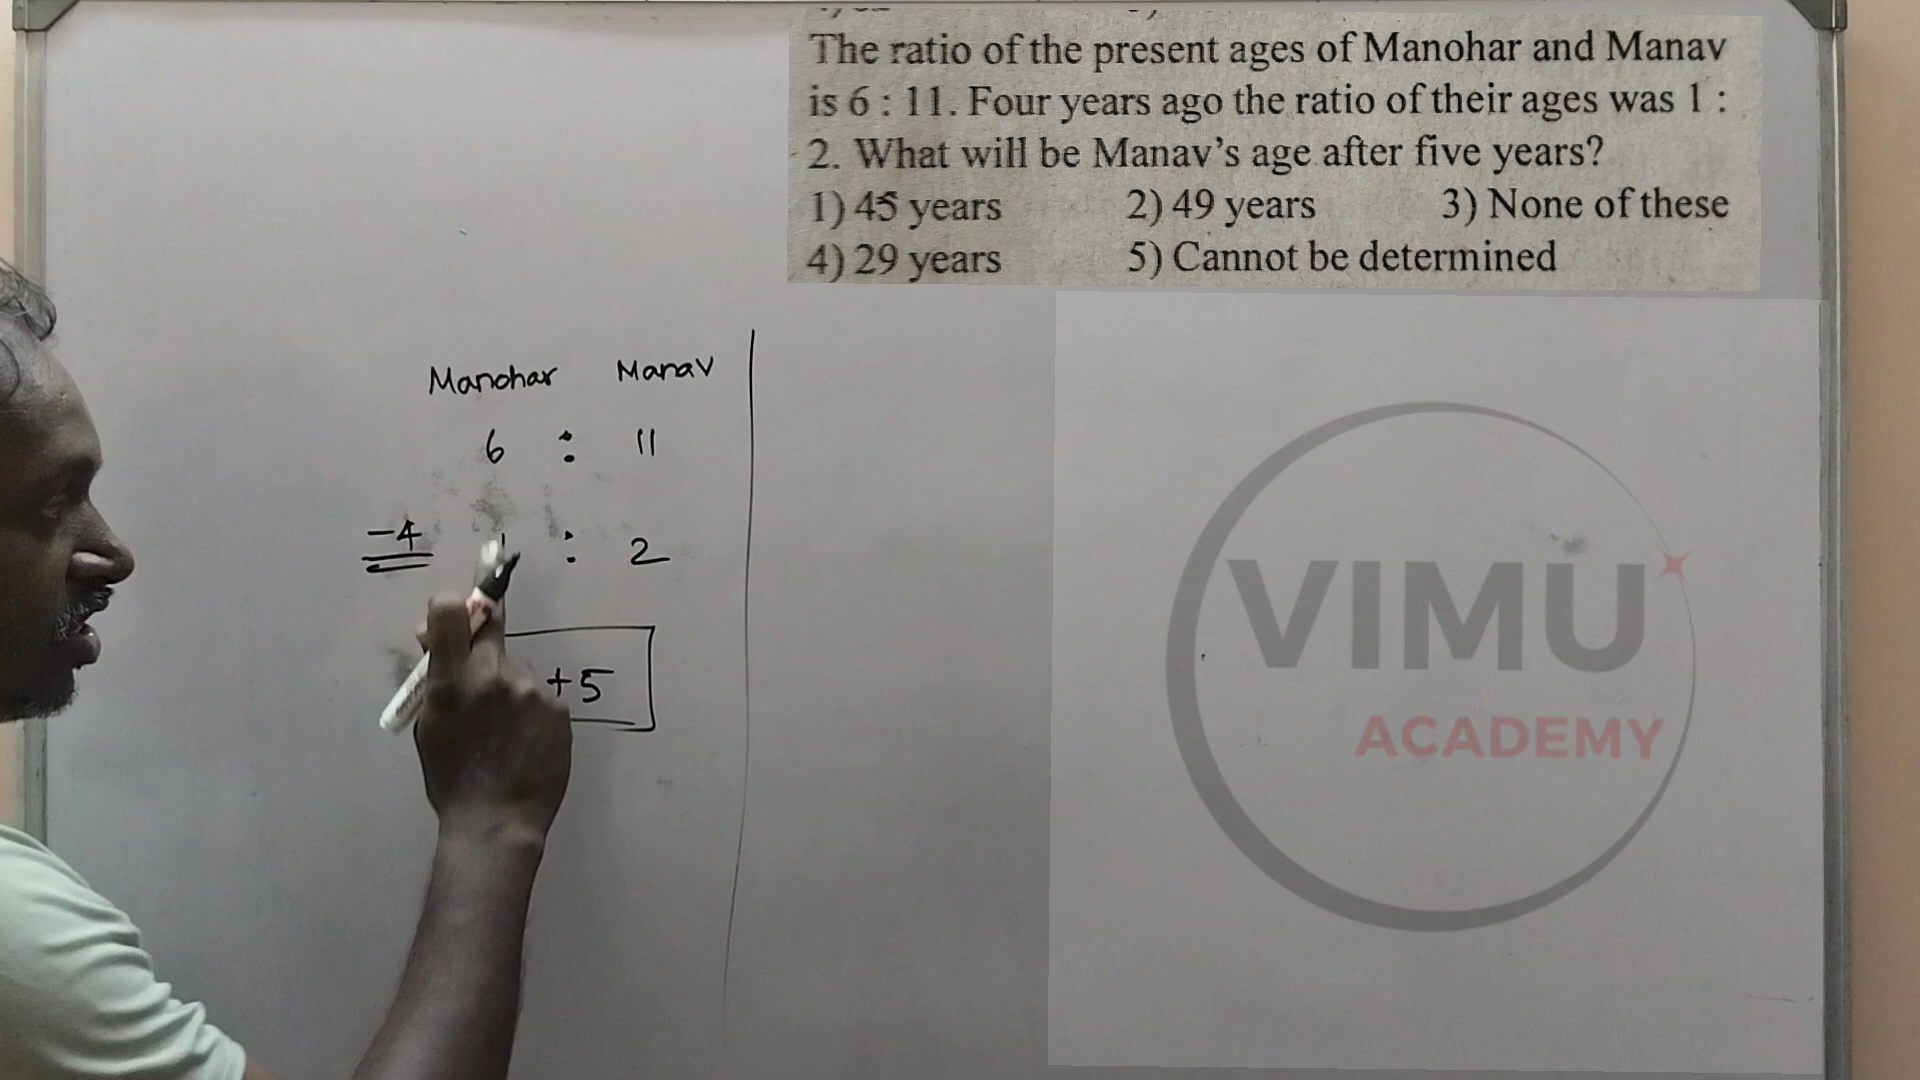 The ratio of the present ages of Manohar and Manav
is 6 : 11. Four years ago the ratio of their ages was 1 :
2. What will be Manav's age after five years?
1) 45 years 2) 49 years 3) None of these
4) 29 years 5) Cannot be determined
Manohar Manav
6 : 11
-4 : 2
+5
VIMU
ACADEMY